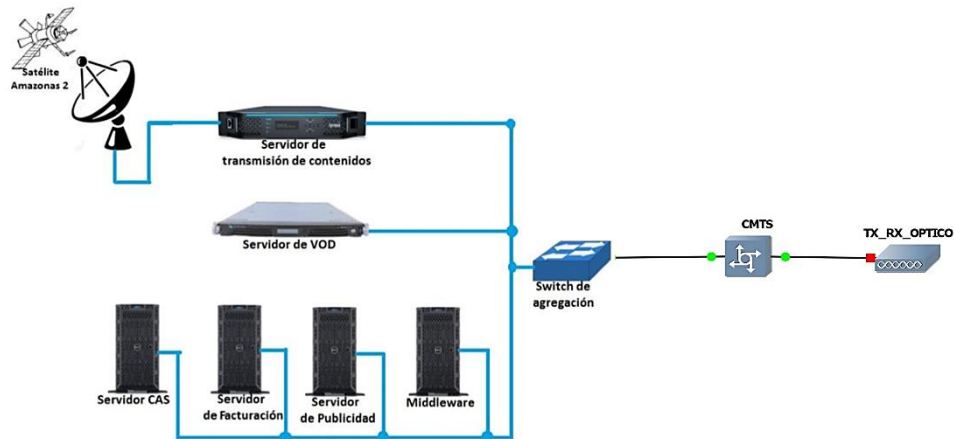 Satélite
Amazonas 2
Servidor de
transmisión de contenidos
Servidor de VOD
CMTS
TX_RX_OPTICO
Switch de
agregación
Servidor CAS
Servidor
de Facturación
Servidor
de Publicidad
Middleware